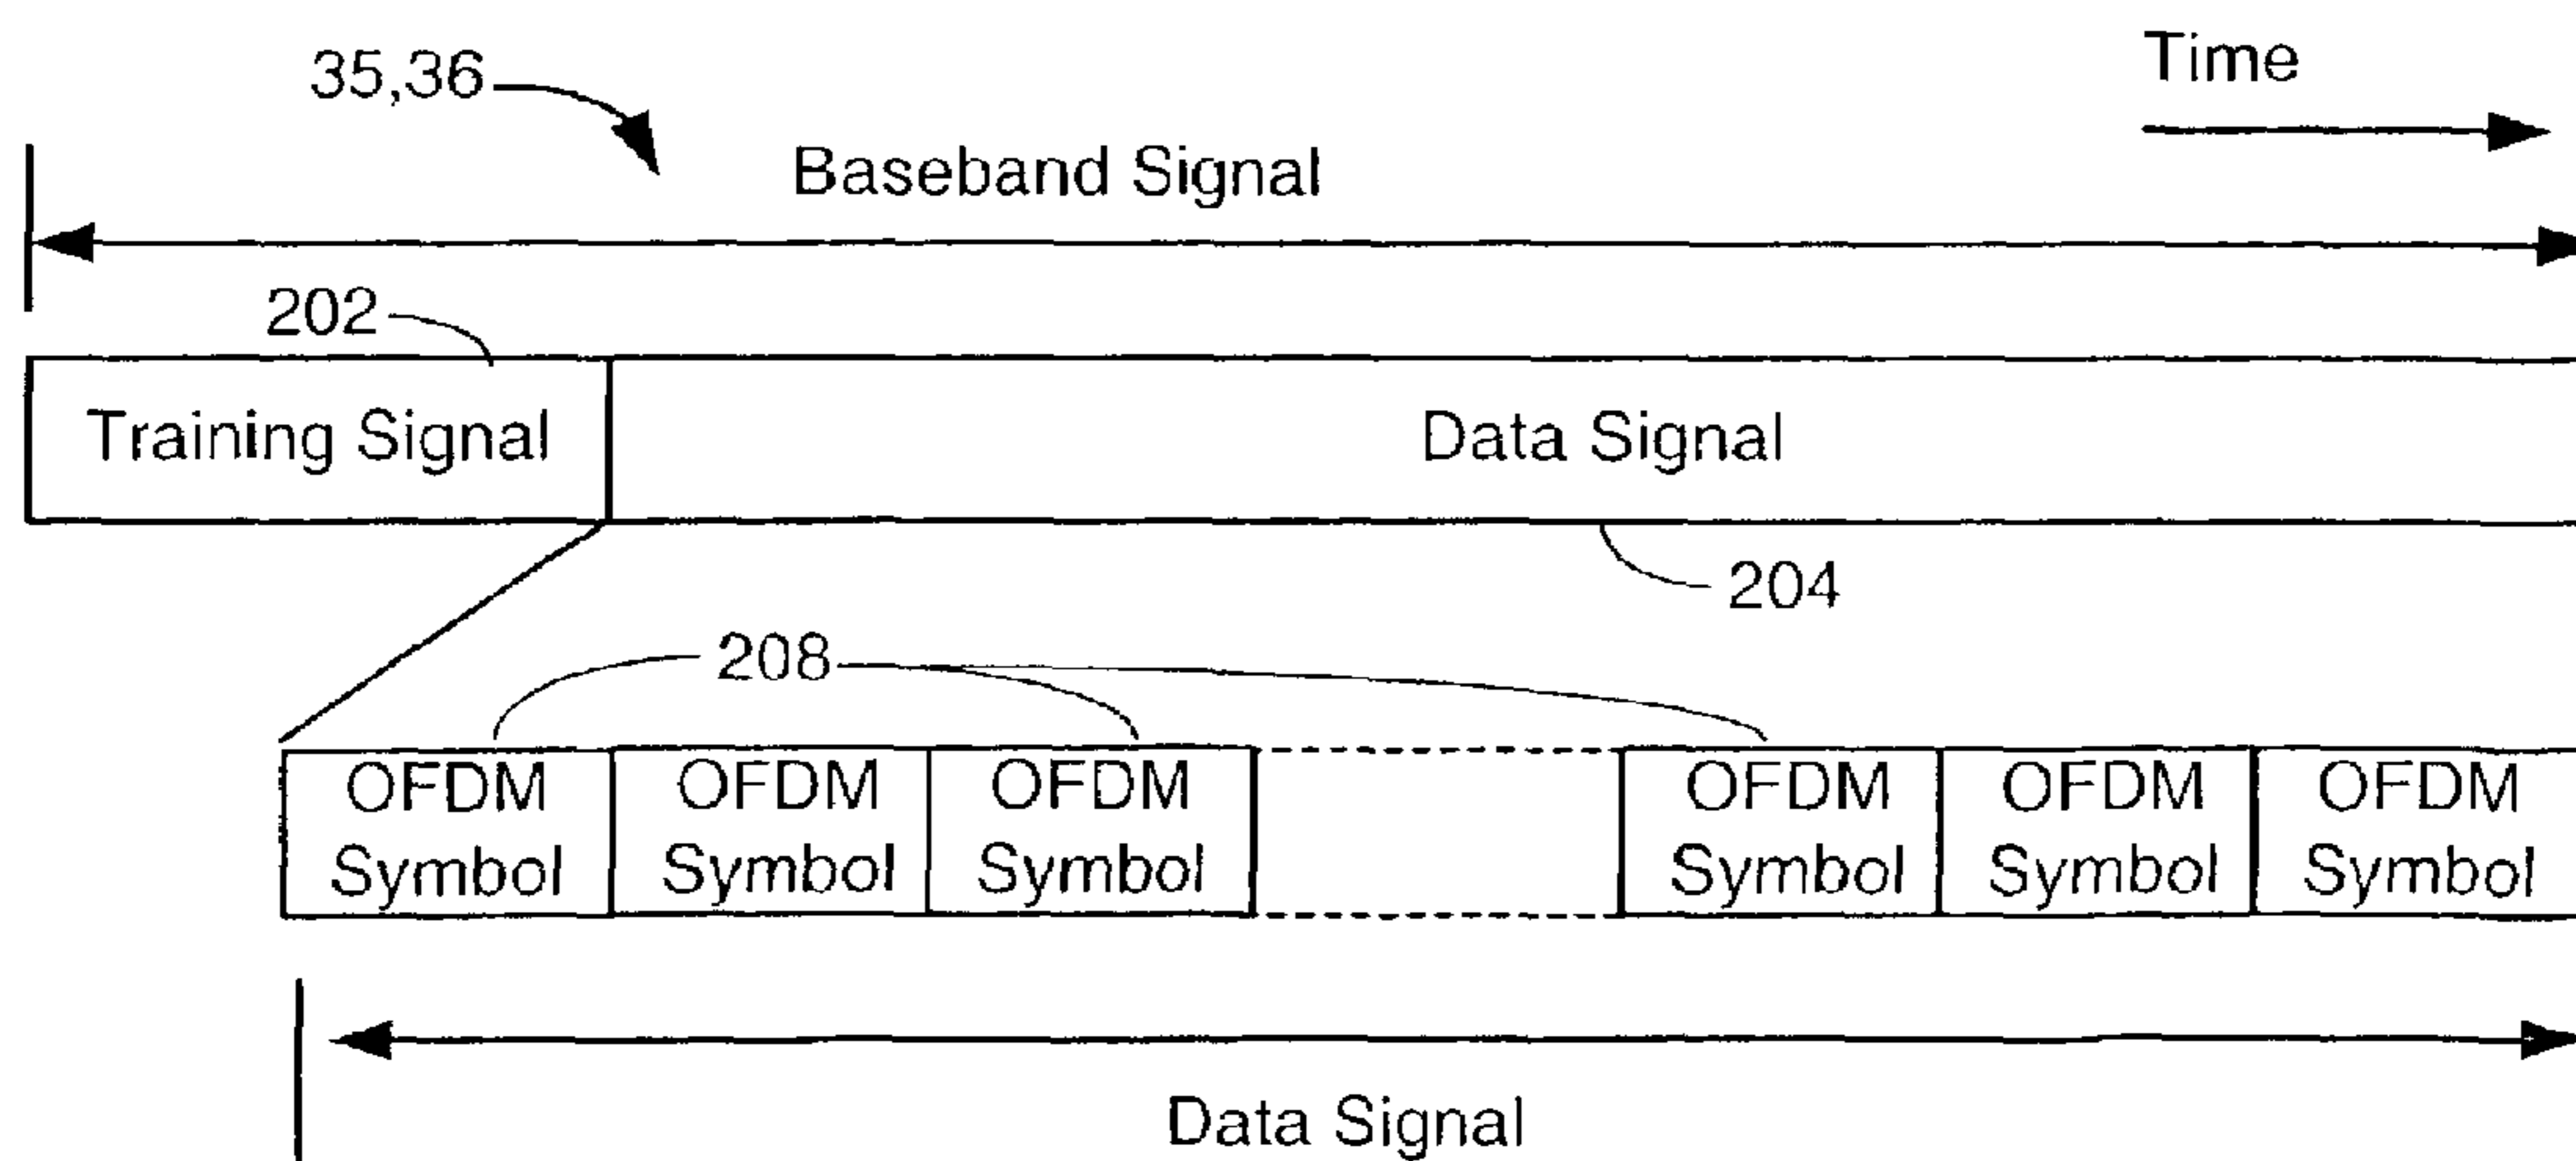 35,36
Time
Baseband Signal
202
Training Signal
Data Signal
204
208
OFDM Symbol
OFDM Symbol
OFDM Symbol
OFDM Symbol
OFDM Symbol
OFDM Symbol
Data Signal